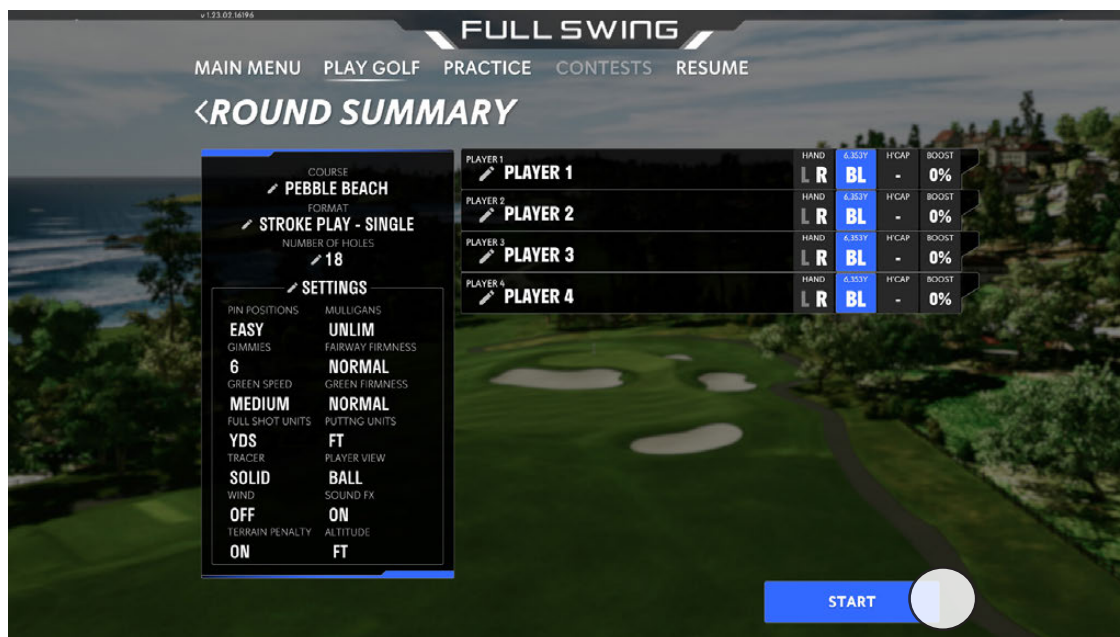 v 1.23.02.16196
FULL SWING
MAIN MENU PLAY GOLF PRACTICE CONTESTS RESUME
<ROUND SUMMARY
COURSE
PEBBLE BEACH
FORMAT
STROKE PLAY - SINGLE
NUMBER OF HOLES
18
SETTINGS
PIN POSITIONS MULLIGANS
EASY UNLIM
GIMMIES FAIRWAY FIRMNESS
6 NORMAL
GREEN SPEED GREEN FIRMNESS
MEDIUM NORMAL
FULL SHOT UNITS PUTTNG UNITS
YDS FT
TRACER PLAYER VIEW
SOLID BALL
WIND SOUND FX
OFF ON
TERRAIN PENALTY ALTITUDE
ON FT
PLAYER 1 HAND 6,353Y H'CAP BOOST
PLAYER 1 L R BL - 0%
PLAYER 2 HAND 6,353Y H'CAP BOOST
PLAYER 2 L R BL - 0%
PLAYER 3 HAND 6,353Y H'CAP BOOST
PLAYER 3 L R BL - 0%
PLAYER 4 HAND 6,353Y H'CAP BOOST
PLAYER 4 L R BL - 0%
START